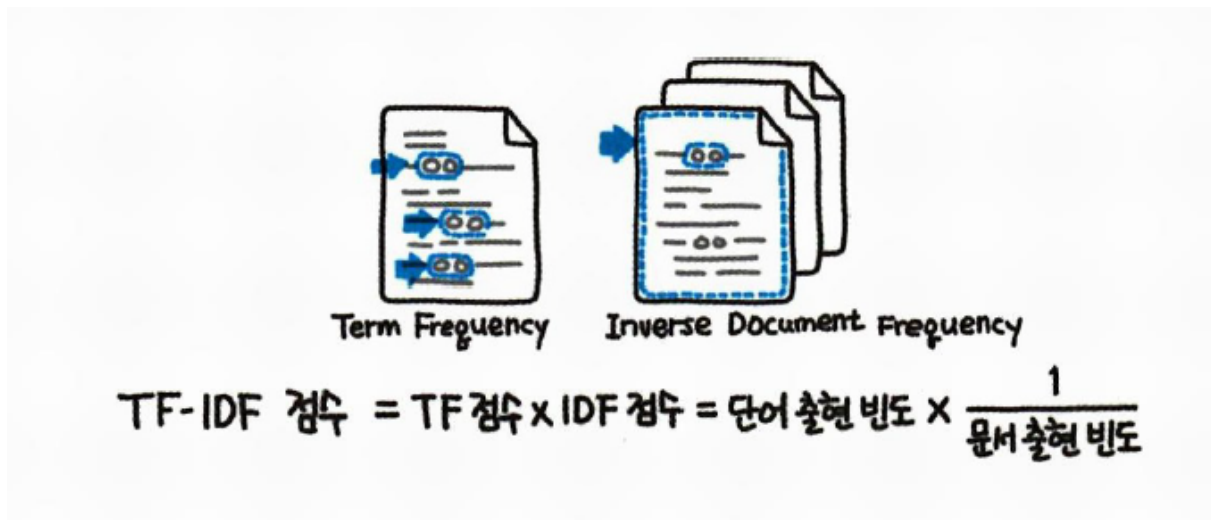 Term Frequency
Inverse Document Frequency
TF-IDF 점수 = TF 점수 x IDF 점수 = 단어 출현 빈도 x 1 / 문서 출현 빈도